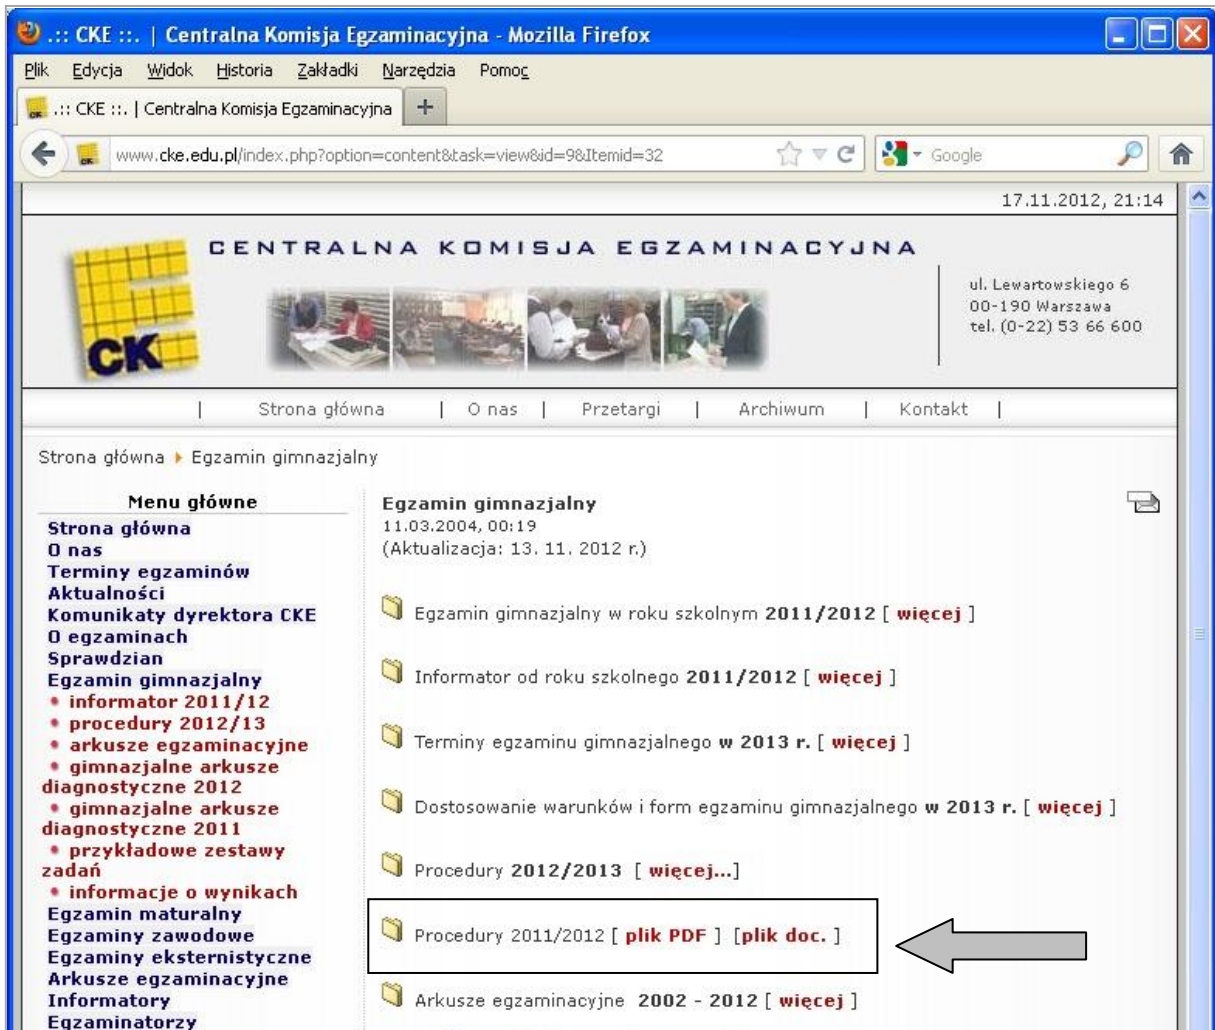 .:: CKE ::. | Centralna Komisja Egzaminacyjna - Mozilla Firefox
Plik Edycja Widok Historia Zakładki Narzędzia Pomoc
.:: CKE ::. | Centralna Komisja Egzaminacyjna +
www.cke.edu.pl/index.php?option=content&task=view&id=9&Itemid=32 Google
17.11.2012, 21:14
CENTRALNA KOMISJA EGZAMINACYJNA
CKE
ul. Lewartowskiego 6
00-190 Warszawa
tel. (0-22) 53 66 600
| Strona główna | O nas | Przetargi | Archiwum | Kontakt |
Strona główna Egzamin gimnazjalny
Menu główne
Strona główna
O nas
Terminy egzaminów
Aktualności
Komunikaty dyrektora CKE
O egzaminach
Sprawdzian
Egzamin gimnazjalny
• informator 2011/12
• procedury 2012/13
• arkusze egzaminacyjne
• gimnazjalne arkusze
diagnostyczne 2012
• gimnazjalne arkusze
diagnostyczne 2011
• przykładowe zestawy
zadań
• informacje o wynikach
Egzamin maturalny
Egzaminy zawodowe
Egzaminy eksternistyczne
Arkusze egzaminacyjne
Informatory
Egzaminatorzy
Egzamin gimnazjalny
11.03.2004, 00:19
(Aktualizacja: 13. 11. 2012 r.)
Egzamin gimnazjalny w roku szkolnym 2011/2012 [ więcej ]
Informator od roku szkolnego 2011/2012 [ więcej ]
Terminy egzaminu gimnazjalnego w 2013 r. [ więcej ]
Dostosowanie warunków i form egzaminu gimnazjalnego w 2013 r. [ więcej ]
Procedury 2012/2013 [ więcej...]
Procedury 2011/2012 [ plik PDF ] [plik doc. ]
Arkusze egzaminacyjne 2002 - 2012 [ więcej ]